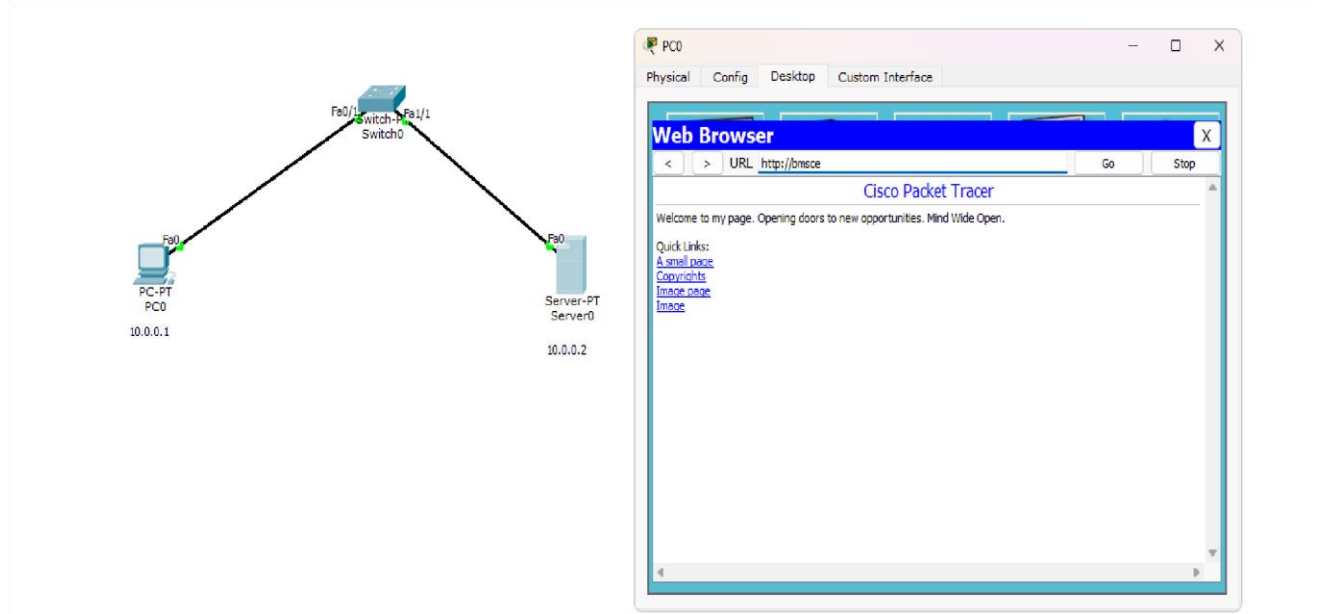 Fa0/1
Fa1/1
Switch-P
Switch0
Fa0
PC-PT
PC0
10.0.0.1
Fa0
Server-PT
Server0
10.0.0.2
PC0
Physical Config Desktop Custom Interface
Web Browser X
< > URL http://bmsce Go Stop
Cisco Packet Tracer
Welcome to my page. Opening doors to new opportunities. Mind Wide Open.
Quick Links:
A small page
Copyrights
Image page
Image